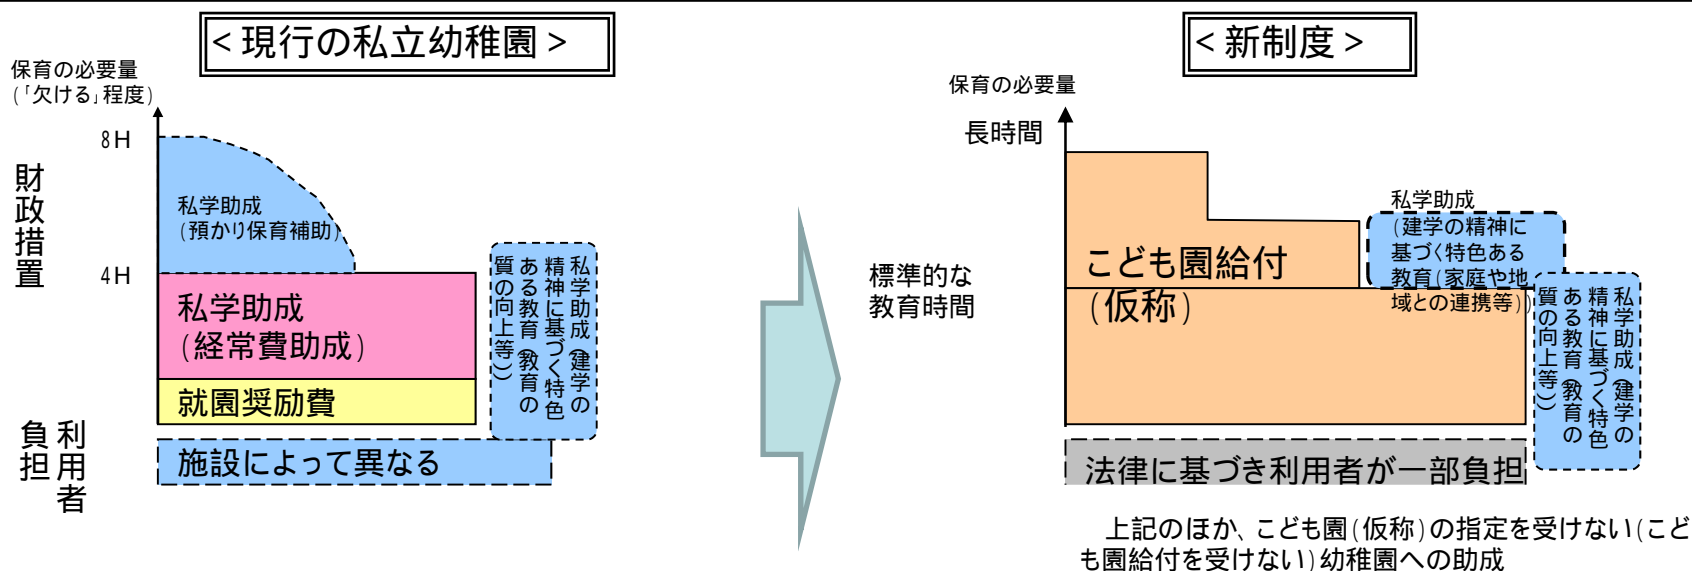 <現行の私立幼稚園>
保育の必要量
(「欠ける」程度)
8H
財政措置
私学助成
(預かり保育補助)
4H
私学助成
(経常費助成)
就園奨励費
私学助成(建学の
精神に基づく特色
ある教育(教育の
質の向上等))
利用者
負担
施設によって異なる
<新制度>
保育の必要量
長時間
標準的な
教育時間
こども園給付
(仮称)
私学助成
(建学の精神に
基づく特色ある
教育(家庭や地
域との連携等))
私学助成(建学の
精神に基づく特色
ある教育(教育の
質の向上等))
法律に基づき利用者が一部負担
上記のほか、こども園(仮称)の指定を受けない(こど
も園給付を受けない)幼稚園への助成